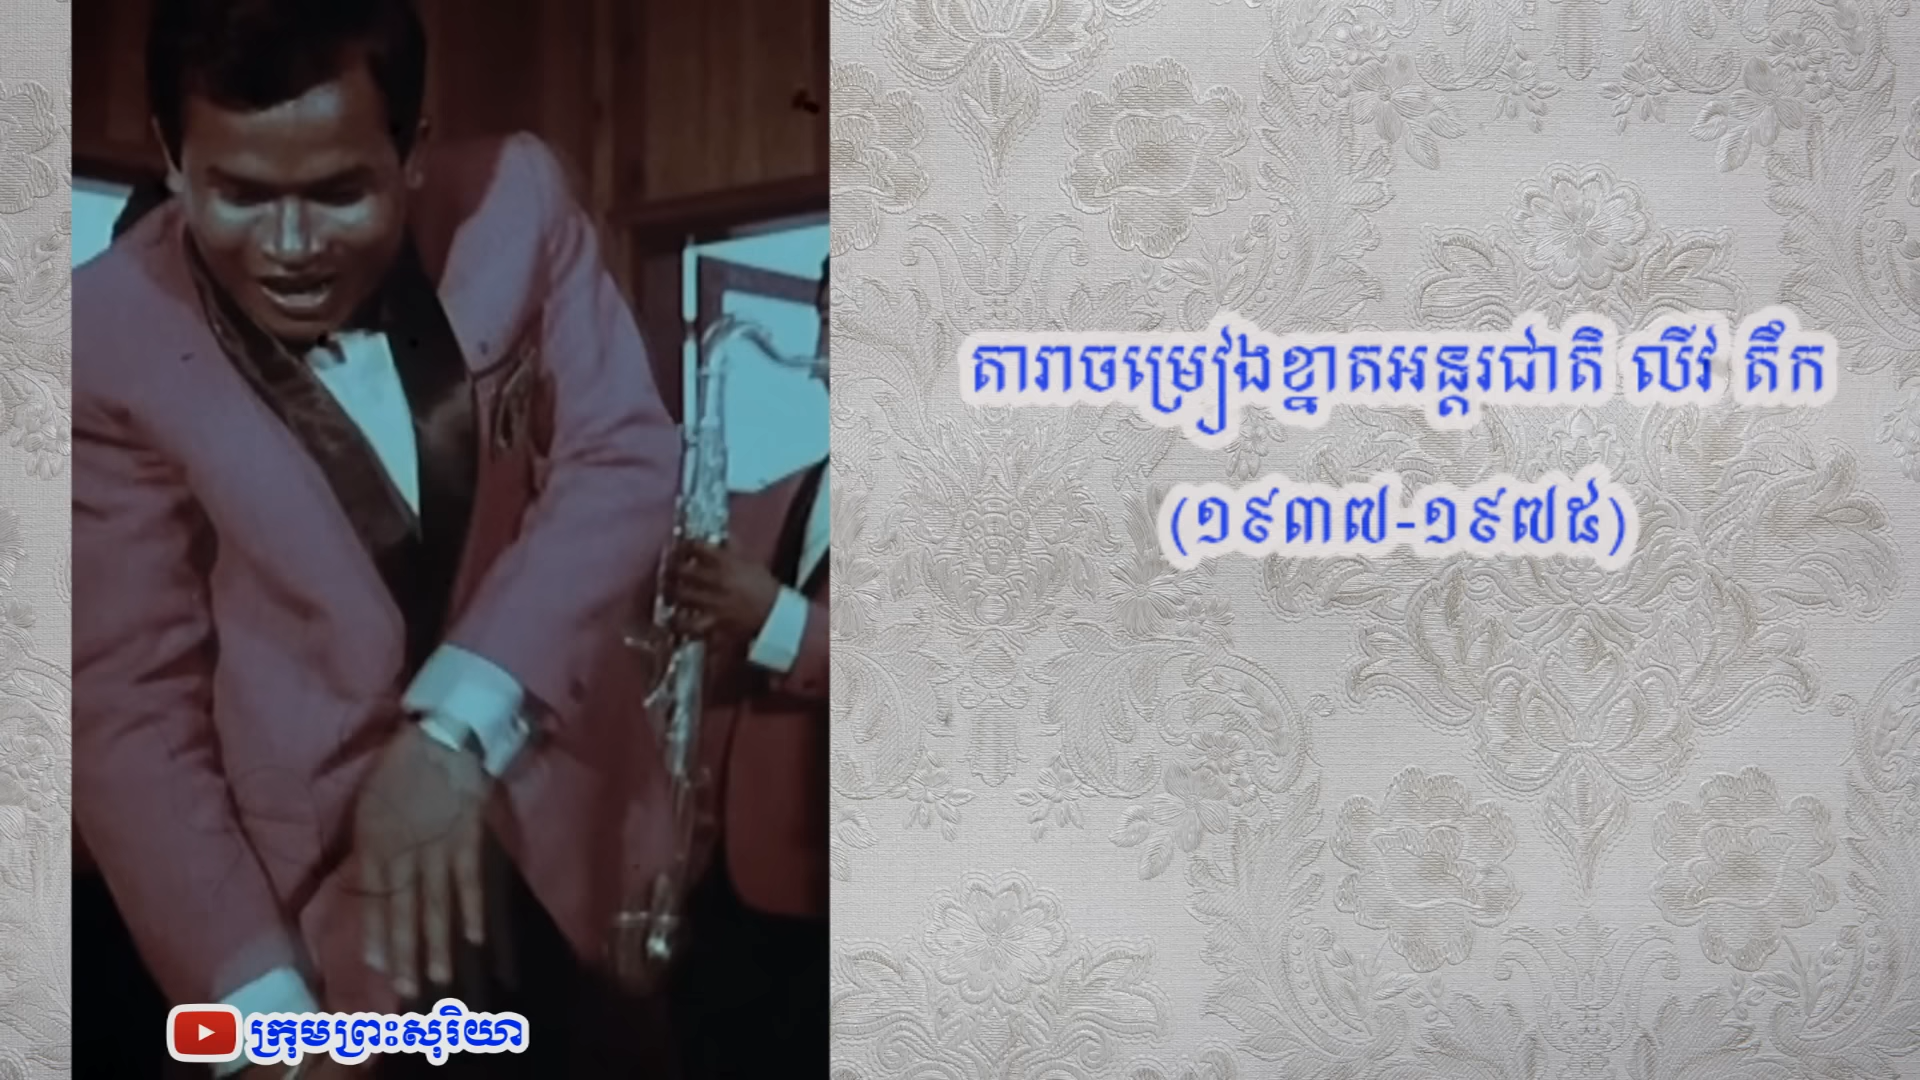 តារាចម្រៀងខ្នាតអន្តរជាតិ លីវ តឹក
(១៩៣៧-១៩៧៥)
ក្រុមព្រះសុរិយា